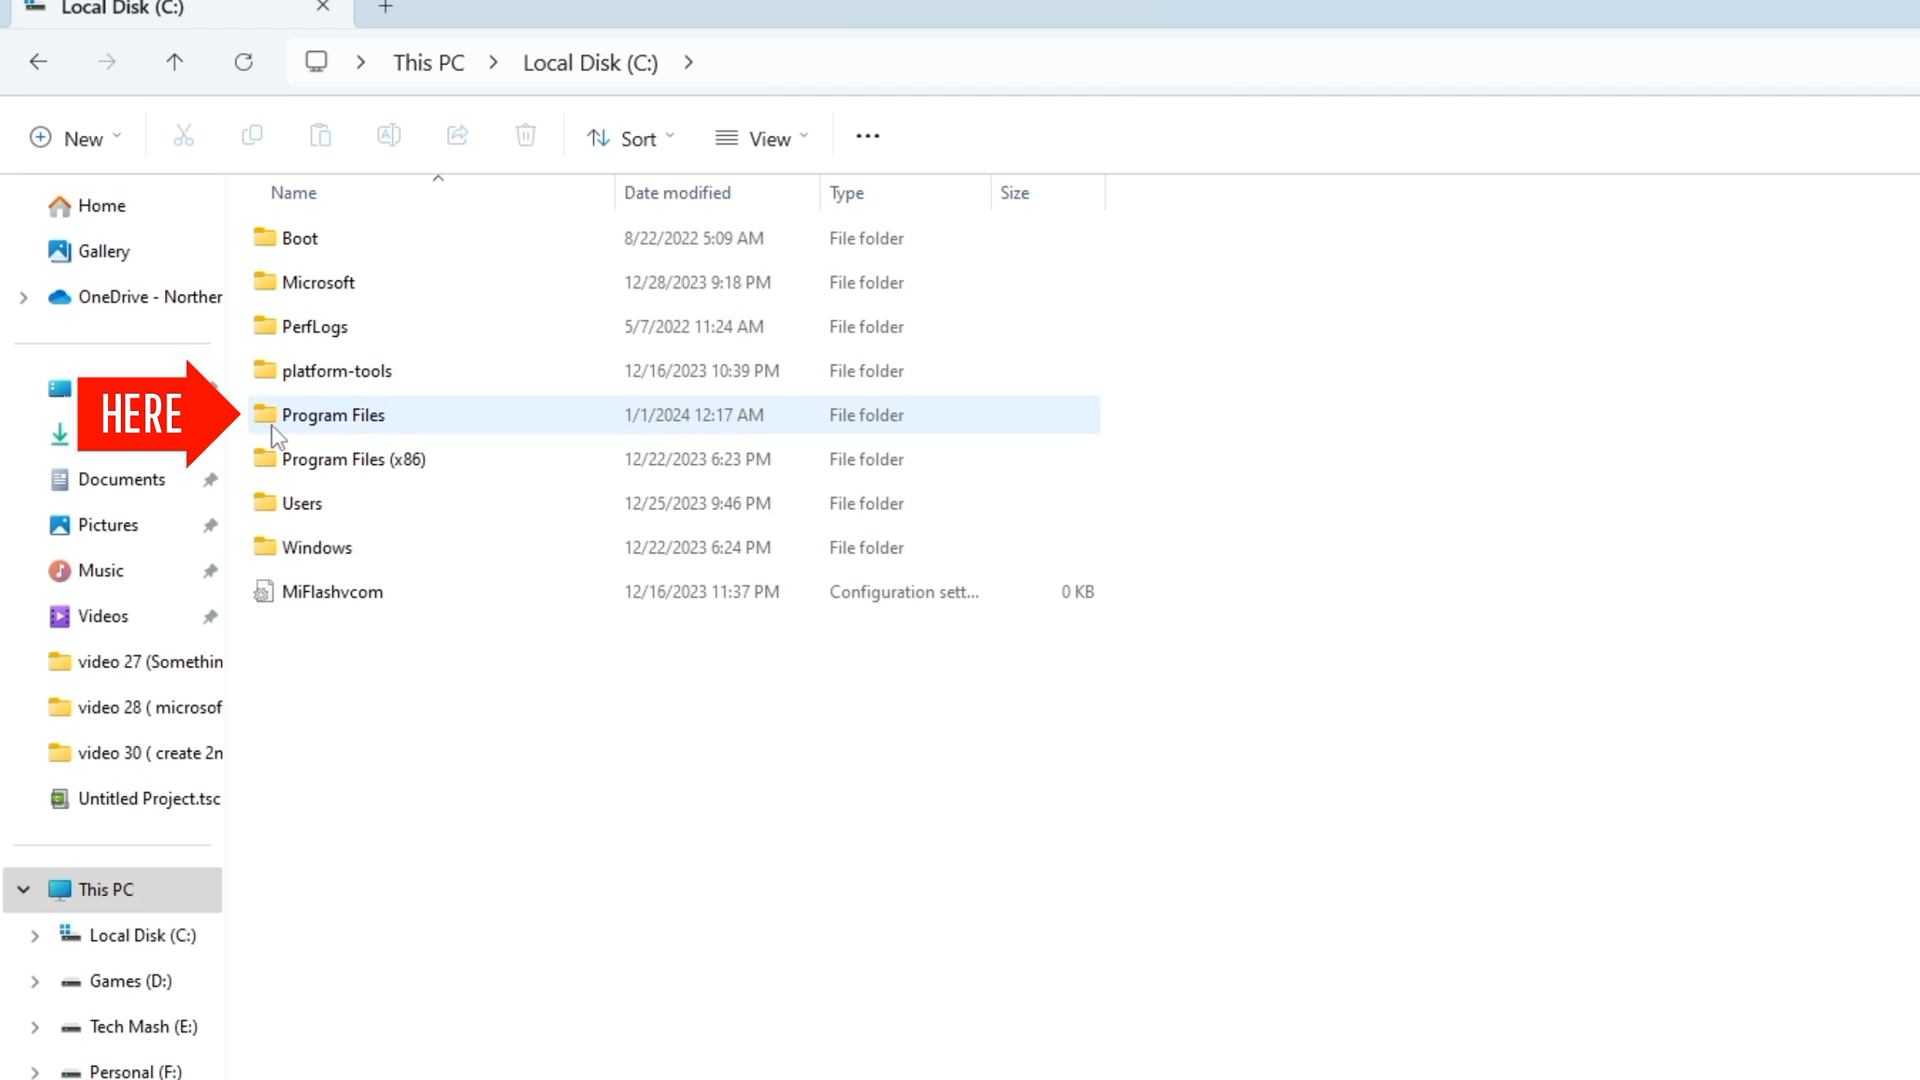 Local Disk (C:)
This PC
Local Disk (C:)
New
Sort
View
Name
Date modified
Type
Size
Home
Gallery
OneDrive - Norther
HERE
Documents
Pictures
Music
Videos
video 27 (Somethin
video 28 ( microsof
video 30 ( create 2n
Untitled Project.tsc
This PC
Local Disk (C:)
Games (D:)
Tech Mash (E:)
Personal (F:)
Boot 8/22/2022 5:09 AM File folder
Microsoft 12/28/2023 9:18 PM File folder
PerfLogs 5/7/2022 11:24 AM File folder
platform-tools 12/16/2023 10:39 PM File folder
Program Files 1/1/2024 12:17 AM File folder
Program Files (x86) 12/22/2023 6:23 PM File folder
Users 12/25/2023 9:46 PM File folder
Windows 12/22/2023 6:24 PM File folder
MiFlashvcom 12/16/2023 11:37 PM Configuration sett... 0 KB